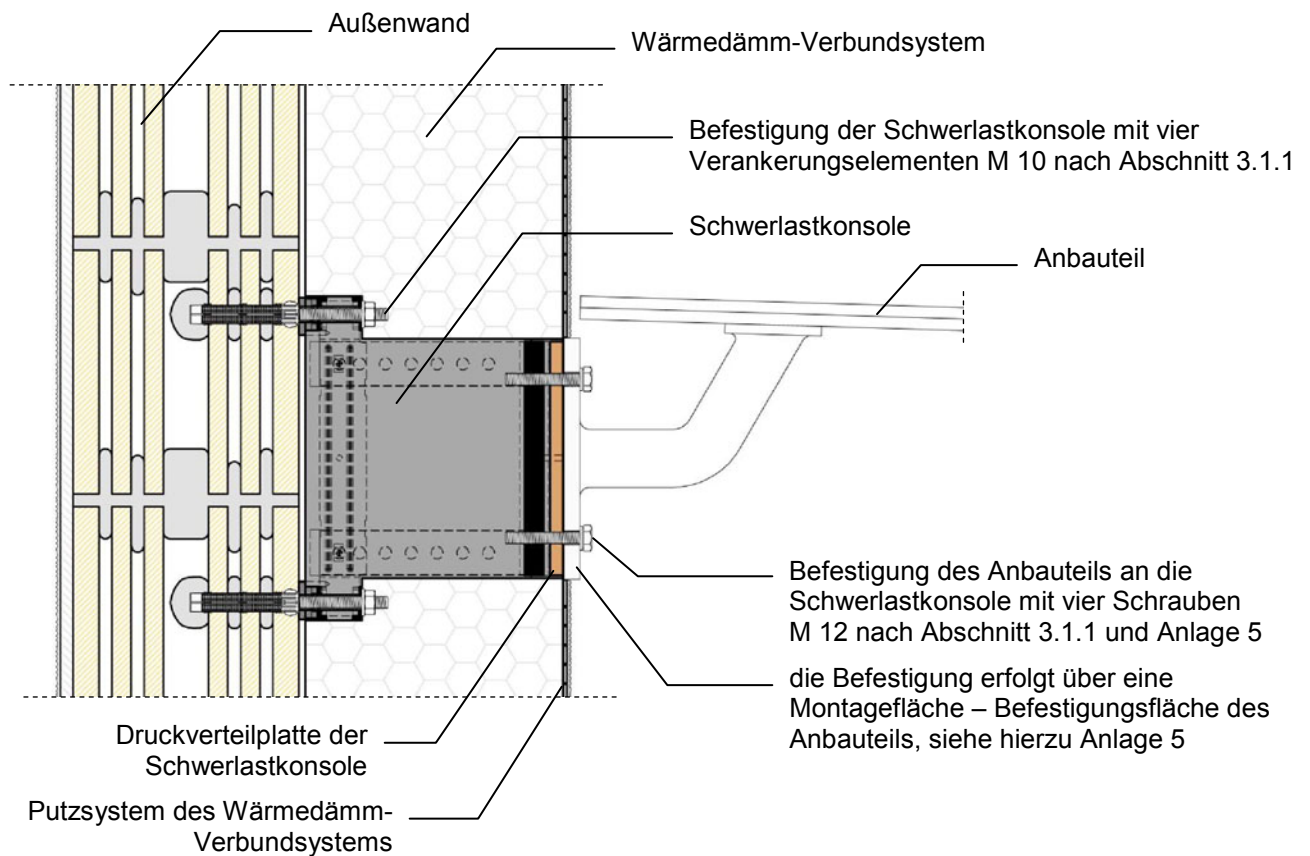 Außenwand
Wärmedämm-Verbundsystem
Befestigung der Schwerlastkonsole mit vier
Verankerungselementen M 10 nach Abschnitt 3.1.1
Schwerlastkonsole
Anbauteil
Befestigung des Anbauteils an die
Schwerlastkonsole mit vier Schrauben
M 12 nach Abschnitt 3.1.1 und Anlage 5
die Befestigung erfolgt über eine
Montagefläche – Befestigungsfläche des
Anbauteils, siehe hierzu Anlage 5
Druckverteilplatte der
Schwerlastkonsole
Putzsystem des Wärmedämm-
Verbundsystems